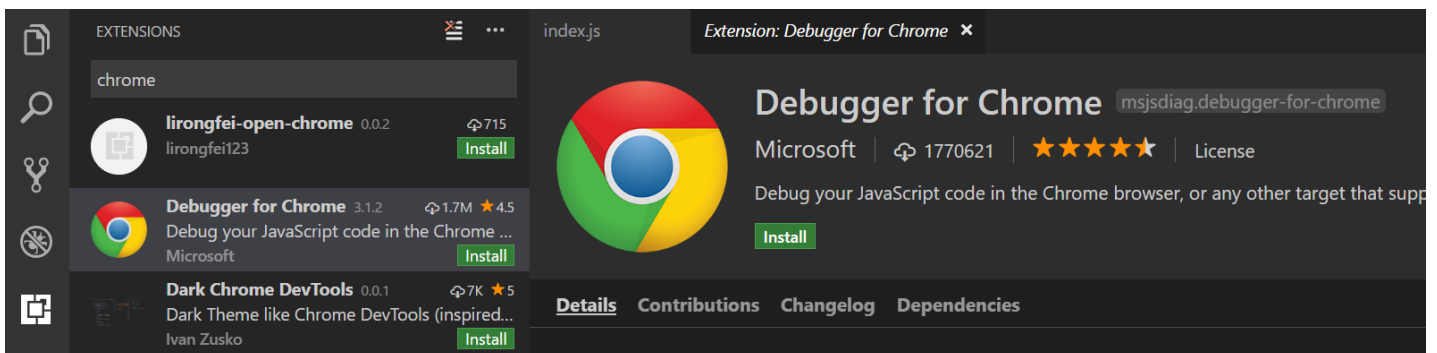 EXTENSIONS
chrome
lirongfei-open-chrome 0.0.2 715
lirongfei123 Install
Debugger for Chrome 3.1.2 1.7M ★4.5
Debug your JavaScript code in the Chrome ...
Microsoft Install
Dark Chrome DevTools 0.0.1 7K ★5
Dark Theme like Chrome DevTools (inspired...
Ivan Zusko Install
index.js Extension: Debugger for Chrome ×
Debugger for Chrome msjsdiag.debugger-for-chrome
Microsoft 1770621 License
Debug your JavaScript code in the Chrome browser, or any other target that supp
Install
Details Contributions Changelog Dependencies